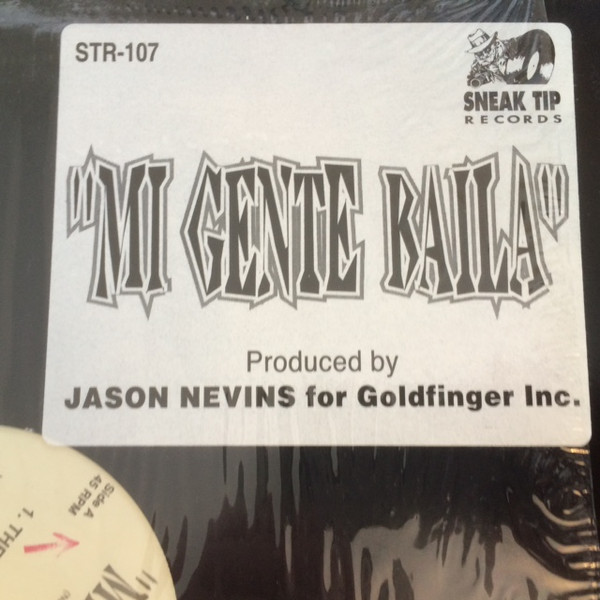 STR-107
SNEAK TIP
RECORDS
"MI GENTE BAILA"
Produced by
JASON NEVINS for Goldfinger Inc.
Side A
45 RPM
1.